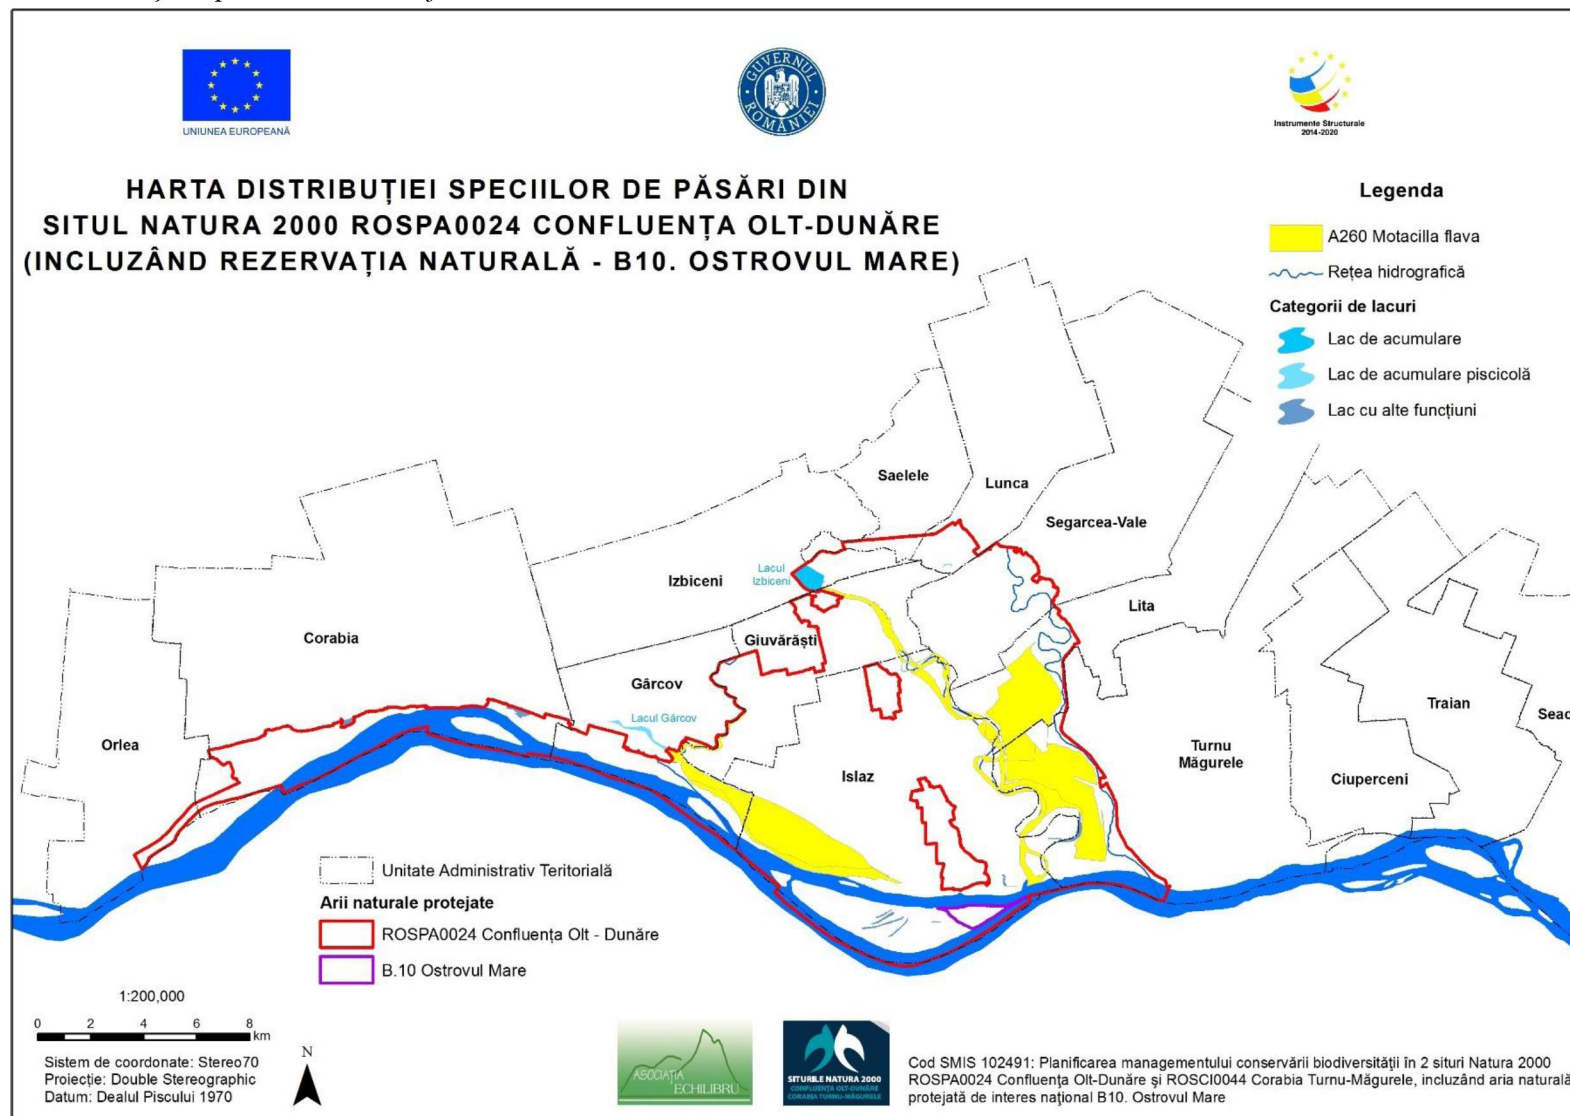 UNIUNEA EUROPEANĂ
GUVERNUL ROMÂNIEI
Instrumente Structurale
2014-2020
HARTA DISTRIBUȚIEI SPECIILOR DE PĂSĂRI DIN
SITUL NATURA 2000 ROSPA0024 CONFLUENȚA OLT-DUNĂRE
(INCLUZÂND REZERVAȚIA NATURALĂ - B10. OSTROVUL MARE)
Legenda
A260 Motacilla flava
Rețea hidrografică
Categorii de lacuri
Lac de acumulare
Lac de acumulare piscicolă
Lac cu alte funcțiuni
Saelele
Lunca
Segarcea-Vale
Lacul
Izbiceni
Izbiceni
Lita
Corabia
Giuvărăști
Gârcov
Lacul Gârcov
Orlea
Islaz
Turnu
Măgurele
Traian
Seac
Ciuperceni
Unitate Administrativ Teritorială
Arii naturale protejate
ROSPA0024 Confluența Olt - Dunăre
B.10 Ostrovul Mare
1:200,000
0 2 4 6 8
km
N
Sistem de coordonate: Stereo70
Proiecție: Double Stereographic
Datum: Dealul Piscului 1970
ASOCIAȚIA
ECHILIBRU
SITURILE NATURA 2000
CONFLUENȚA OLT-DUNĂRE
CORABIA TURNU-MĂGURELE
Cod SMIS 102491: Planificarea managementului conservării biodiversității în 2 situri Natura 2000
ROSPA0024 Confluența Olt-Dunăre și ROSCI0044 Corabia Turnu-Măgurele, incluzând aria naturală
protejată de interes național B10. Ostrovul Mare